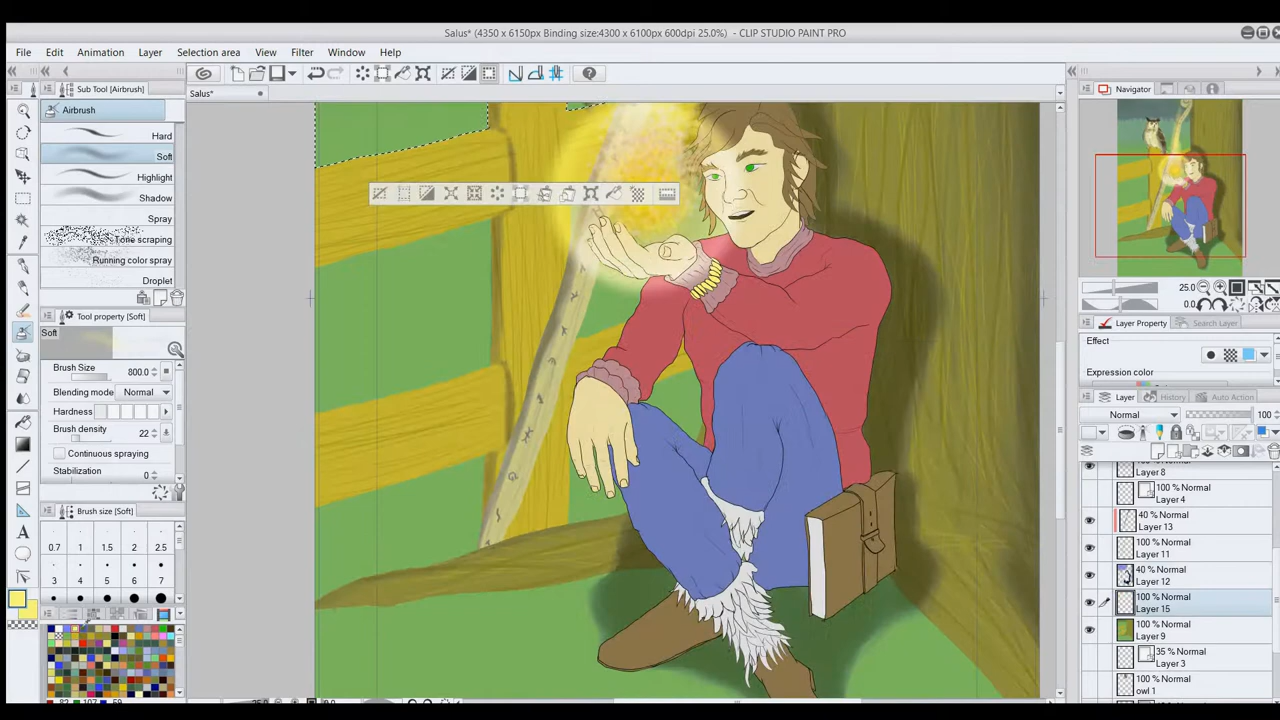 Salus* (4350 x 6150px Binding size:4300 x 6100px 600dpi 25.0%) - CLIP STUDIO PAINT PRO
File Edit Animation Layer Selection area View Filter Window Help
Sub Tool [Airbrush]
Salus*
Navigator
Airbrush
Hard
Soft
Highlight
Shadow
Spray
Tone scraping
Running color spray
Droplet
25.0
0.0
Tool property [Soft]
Layer Property Search Layer
Soft
Effect
Brush Size 800.0
Expression color
Blending mode Normal
Layer History Auto Action
Hardness
Normal 100
Brush density 22
Continuous spraying
Stabilization 0
Layer 8
100 % Normal
Layer 4
40 % Normal
Layer 13
Brush size [Soft]
100 % Normal
Layer 11
0.7 1 1.5 2 2.5
40 % Normal
Layer 12
3 4 5 6 7
100 % Normal
Layer 15
100 % Normal
Layer 9
35 % Normal
Layer 3
100 % Normal
owl 1